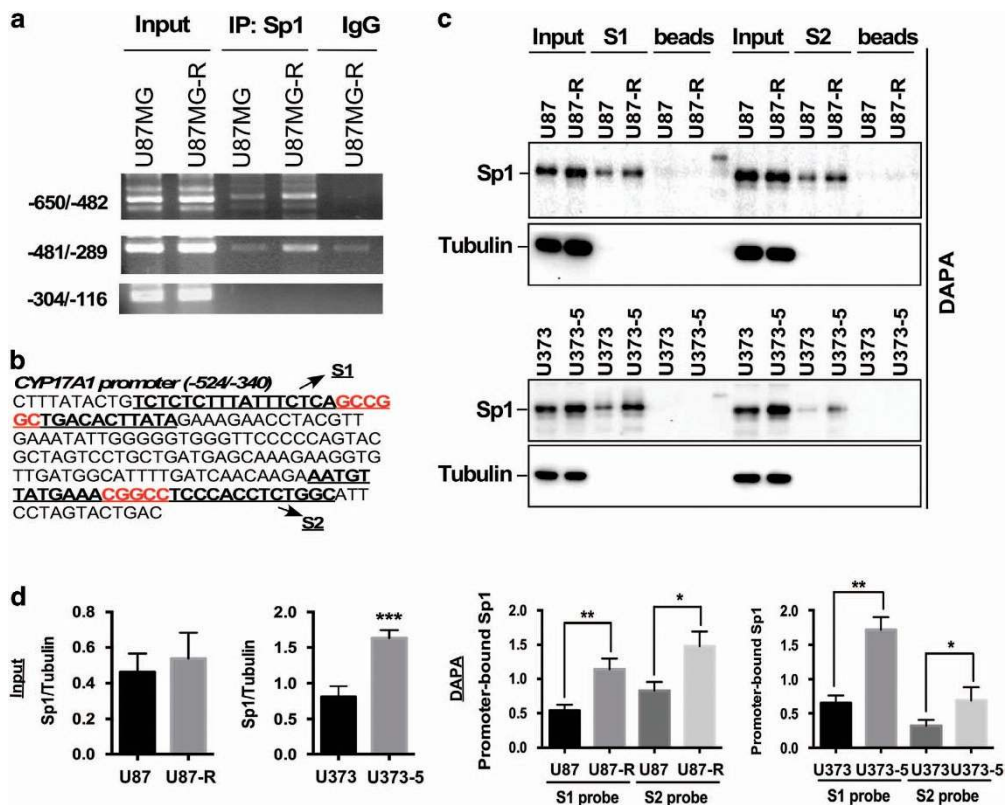 a
Input IP: Sp1 IgG
U87MG U87MG-R U87MG U87MG-R U87MG U87MG-R
-650/-482
-481/-289
-304/-116
b
CYP17A1 promoter (-524/-340) S1
CTTTATACTGTCTCTCTTTATTTCTCAGCCCG
GCTGACACTTATAGAAAGAACCTACGTT
GAAATATTGGGGGTGGGTTCCCCCAGTAC
GCTAGTCCTGCTGATGAGCAAAGAAGGTG
TTGATGGCATTTTGATCAACAAGAAATGT
TATGAAACGGCCTCCCACCTCTGGCATT
CCTAGTACTGAC S2
c
Input S1 beads Input S2 beads
U87 U87-R U87 U87-R U87 U87-R U87 U87-R U87 U87-R U87 U87-R
Sp1
Tubulin
U373 U373-5 U373 U373-5 U373 U373-5 U373 U373-5 U373 U373-5 U373 U373-5
Sp1
Tubulin
DAPA
d
Input
Sp1/Tubulin
0.8
0.6
0.4
0.2
0.0
U87 U87-R
Sp1/Tubulin
2.0
1.5
1.0
0.5
0.0
***
U373 U373-5
DAPA
Promoter-bound Sp1
2.0
1.5
1.0
0.5
0.0
** *
U87 U87-R U87 U87-R
S1 probe S2 probe
Promoter-bound Sp1
2.0
1.5
1.0
0.5
0.0
** *
U373 U373-5 U373 U373-5
S1 probe S2 probe